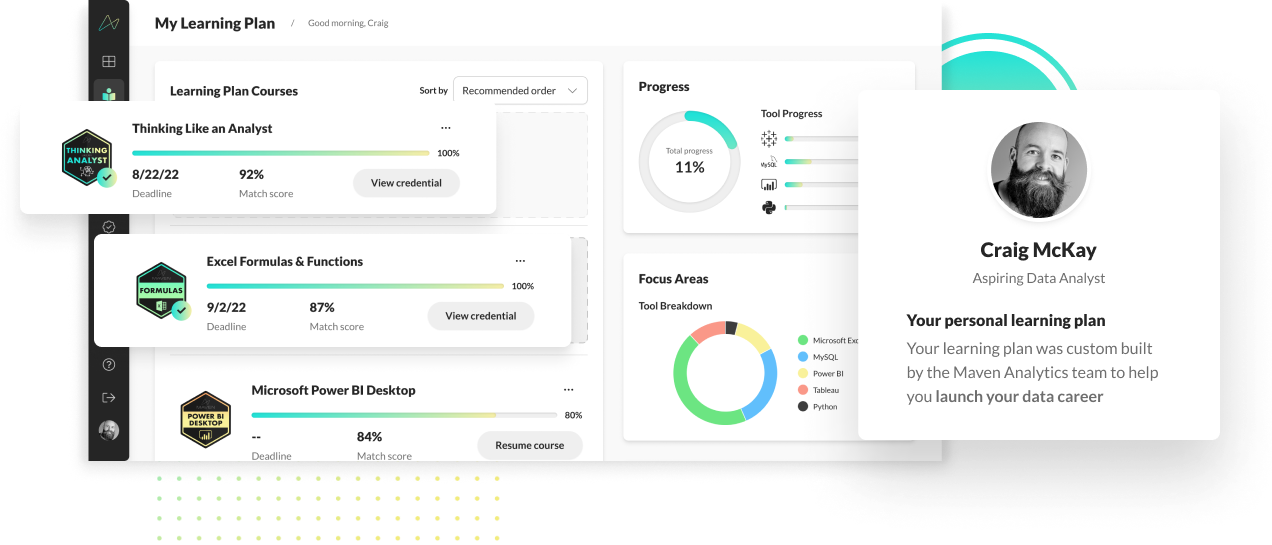 My Learning Plan / Good morning, Craig
Learning Plan Courses
Sort by Recommended order
THINKING
ANALYST
Thinking Like an Analyst
...
100%
8/22/22
Deadline
92%
Match score
View credential
FORMULAS
Excel Formulas & Functions
...
100%
9/2/22
Deadline
87%
Match score
View credential
POWER BI
DESKTOP
Microsoft Power BI Desktop
...
80%
--
Deadline
84%
Match score
Resume course
Progress
Total progress
11%
Tool Progress
MySQL
Focus Areas
Tool Breakdown
Microsoft Exc
MySQL
Power BI
Tableau
Python
Craig McKay
Aspiring Data Analyst
Your personal learning plan
Your learning plan was custom built
by the Maven Analytics team to help
you launch your data career